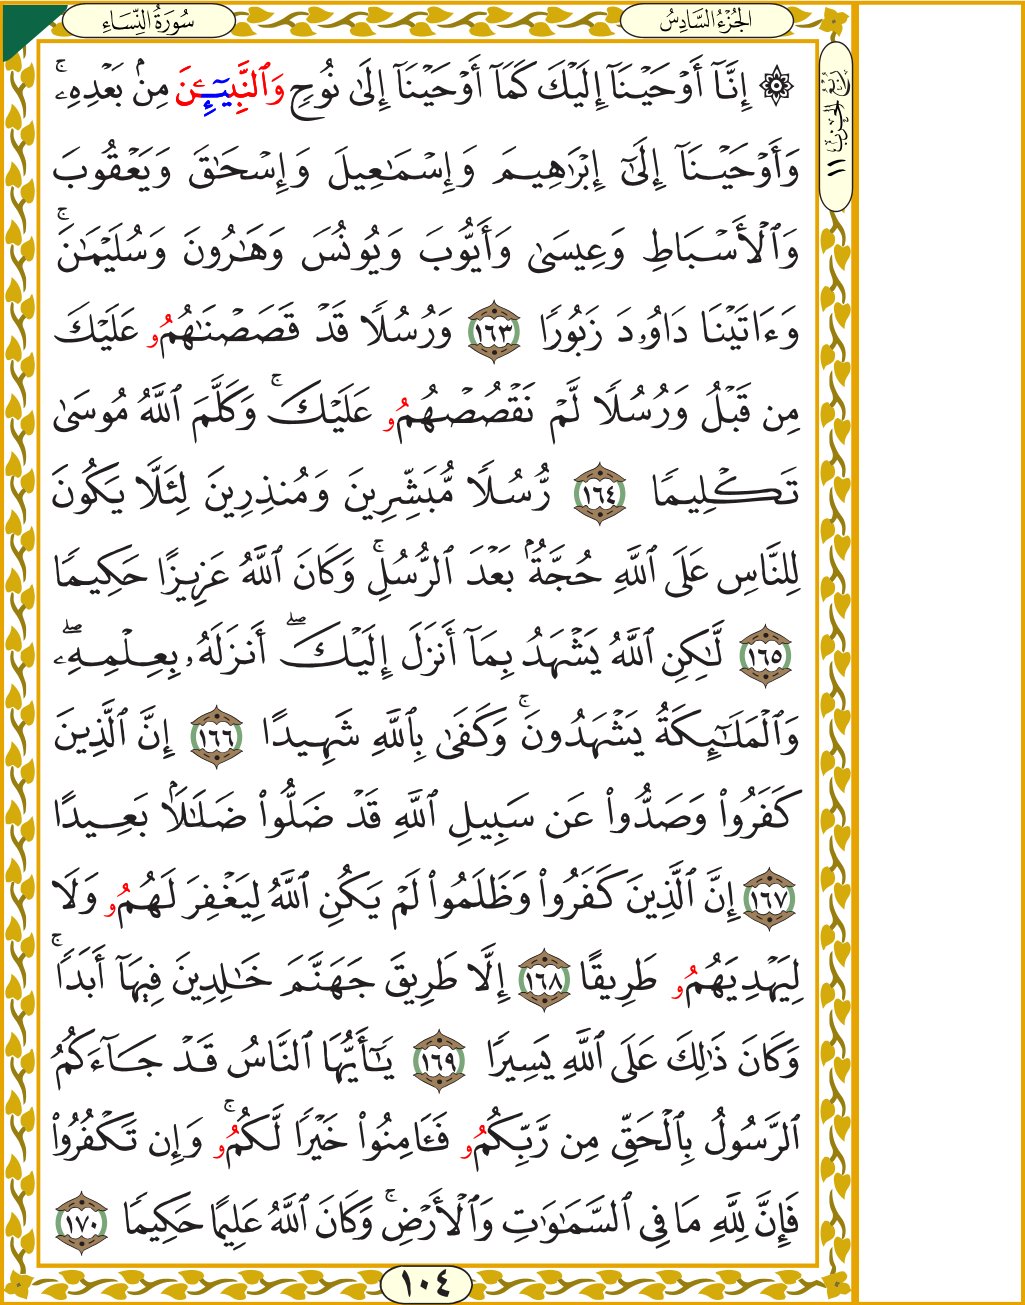 سُورَةُ النِّسَاءِ
الجُزْءُ السَّادِسُ
رُبْعُ الحِزْبِ ١١
۞ إِنَّآ أَوْحَيْنَآ إِلَيْكَ كَمَآ أَوْحَيْنَآ إِلَىٰ نُوحٍ وَٱلنَّبِيٓـِٔنَ مِنۢ بَعْدِهِۦۚ
وَأَوْحَيْنَآ إِلَىٰٓ إِبْرَٰهِيمَ وَإِسْمَٰعِيلَ وَإِسْحَٰقَ وَيَعْقُوبَ
وَٱلْأَسْبَاطِ وَعِيسَىٰ وَأَيُّوبَ وَيُونُسَ وَهَٰرُونَ وَسُلَيْمَٰنَۚ
وَءَاتَيْنَا دَاوُۥدَ زَبُورًا ١٦٣ وَرُسُلًا قَدْ قَصَصْنَٰهُمُۥ عَلَيْكَ
مِن قَبْلُ وَرُسُلًا لَّمْ نَقْصُصْهُمُۥ عَلَيْكَۚ وَكَلَّمَ ٱللَّهُ مُوسَىٰ
تَكْلِيمًا ١٦٤ رُّسُلًا مُّبَشِّرِينَ وَمُنذِرِينَ لِئَلَّا يَكُونَ
لِلنَّاسِ عَلَى ٱللَّهِ حُجَّةٌۢ بَعْدَ ٱلرُّسُلِۚ وَكَانَ ٱللَّهُ عَزِيزًا حَكِيمًا
١٦٥ لَّٰكِنِ ٱللَّهُ يَشْهَدُ بِمَآ أَنزَلَ إِلَيْكَۖ أَنزَلَهُۥ بِعِلْمِهِۦۖ
وَٱلْمَلَٰٓئِكَةُ يَشْهَدُونَۚ وَكَفَىٰ بِٱللَّهِ شَهِيدًا ١٦٦ إِنَّ ٱلَّذِينَ
كَفَرُوا۟ وَصَدُّوا۟ عَن سَبِيلِ ٱللَّهِ قَدْ ضَلُّوا۟ ضَلَٰلًۢا بَعِيدًا
١٦٧ إِنَّ ٱلَّذِينَ كَفَرُوا۟ وَظَلَمُوا۟ لَمْ يَكُنِ ٱللَّهُ لِيَغْفِرَ لَهُمُۥ وَلَا
لِيَهْدِيَهُمُۥ طَرِيقًا ١٦٨ إِلَّا طَرِيقَ جَهَنَّمَ خَٰلِدِينَ فِيهَآ أَبَدًاۚ
وَكَانَ ذَٰلِكَ عَلَى ٱللَّهِ يَسِيرًا ١٦٩ يَٰٓأَيُّهَا ٱلنَّاسُ قَدْ جَآءَكُمُ
ٱلرَّسُولُ بِٱلْحَقِّ مِن رَّبِّكُمُۥ فَـَٔامِنُوا۟ خَيْرًا لَّكُمُۥۚ وَإِن تَكْفُرُوا۟
فَإِنَّ لِلَّهِ مَا فِي ٱلسَّمَٰوَٰتِ وَٱلْأَرْضِۚ وَكَانَ ٱللَّهُ عَلِيمًا حَكِيمًا ١٧٠
١٠٤